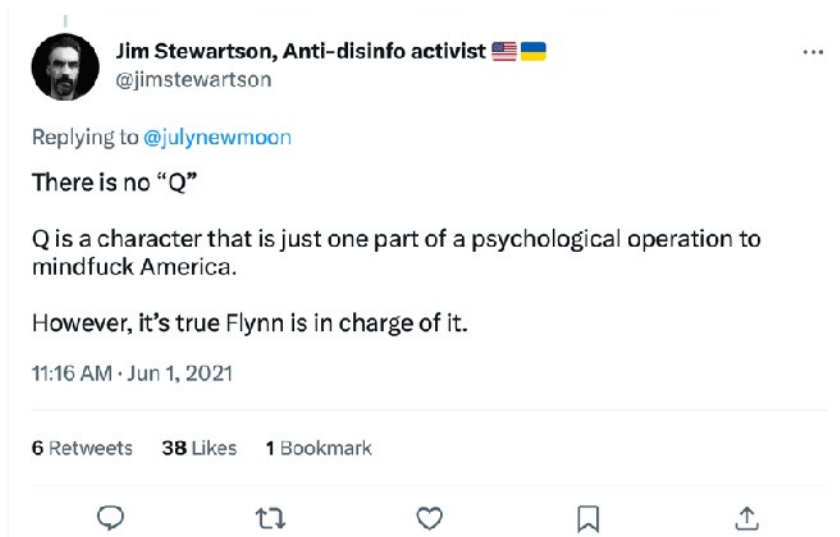 Jim Stewartson, Anti-disinfo activist 🇺🇸🇺🇦
@jimstewartson
Replying to @julynewmoon
There is no “Q”
Q is a character that is just one part of a psychological operation to
mindfuck America.
However, it’s true Flynn is in charge of it.
11:16 AM · Jun 1, 2021
6 Retweets 38 Likes 1 Bookmark